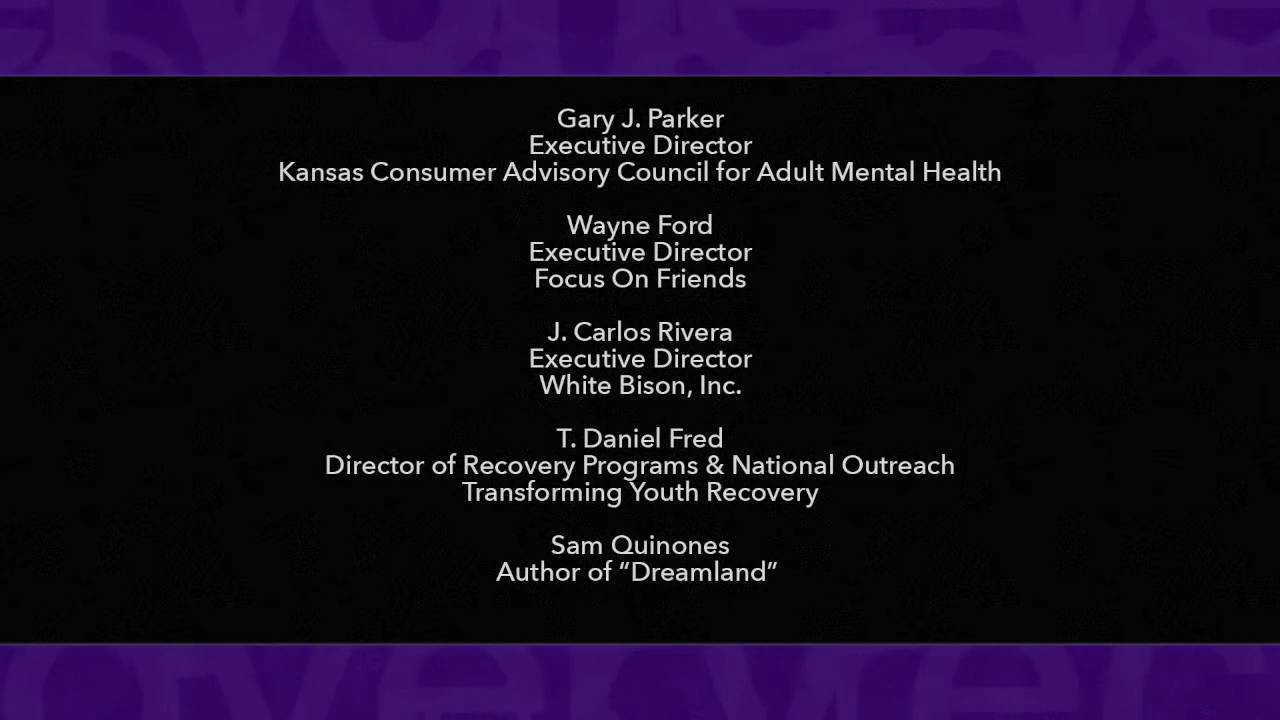 Gary J. Parker
Executive Director
Kansas Consumer Advisory Council for Adult Mental Health
Wayne Ford
Executive Director
Focus On Friends
J. Carlos Rivera
Executive Director
White Bison, Inc.
T. Daniel Fred
Director of Recovery Programs & National Outreach
Transforming Youth Recovery
Sam Quinones
Author of “Dreamland”